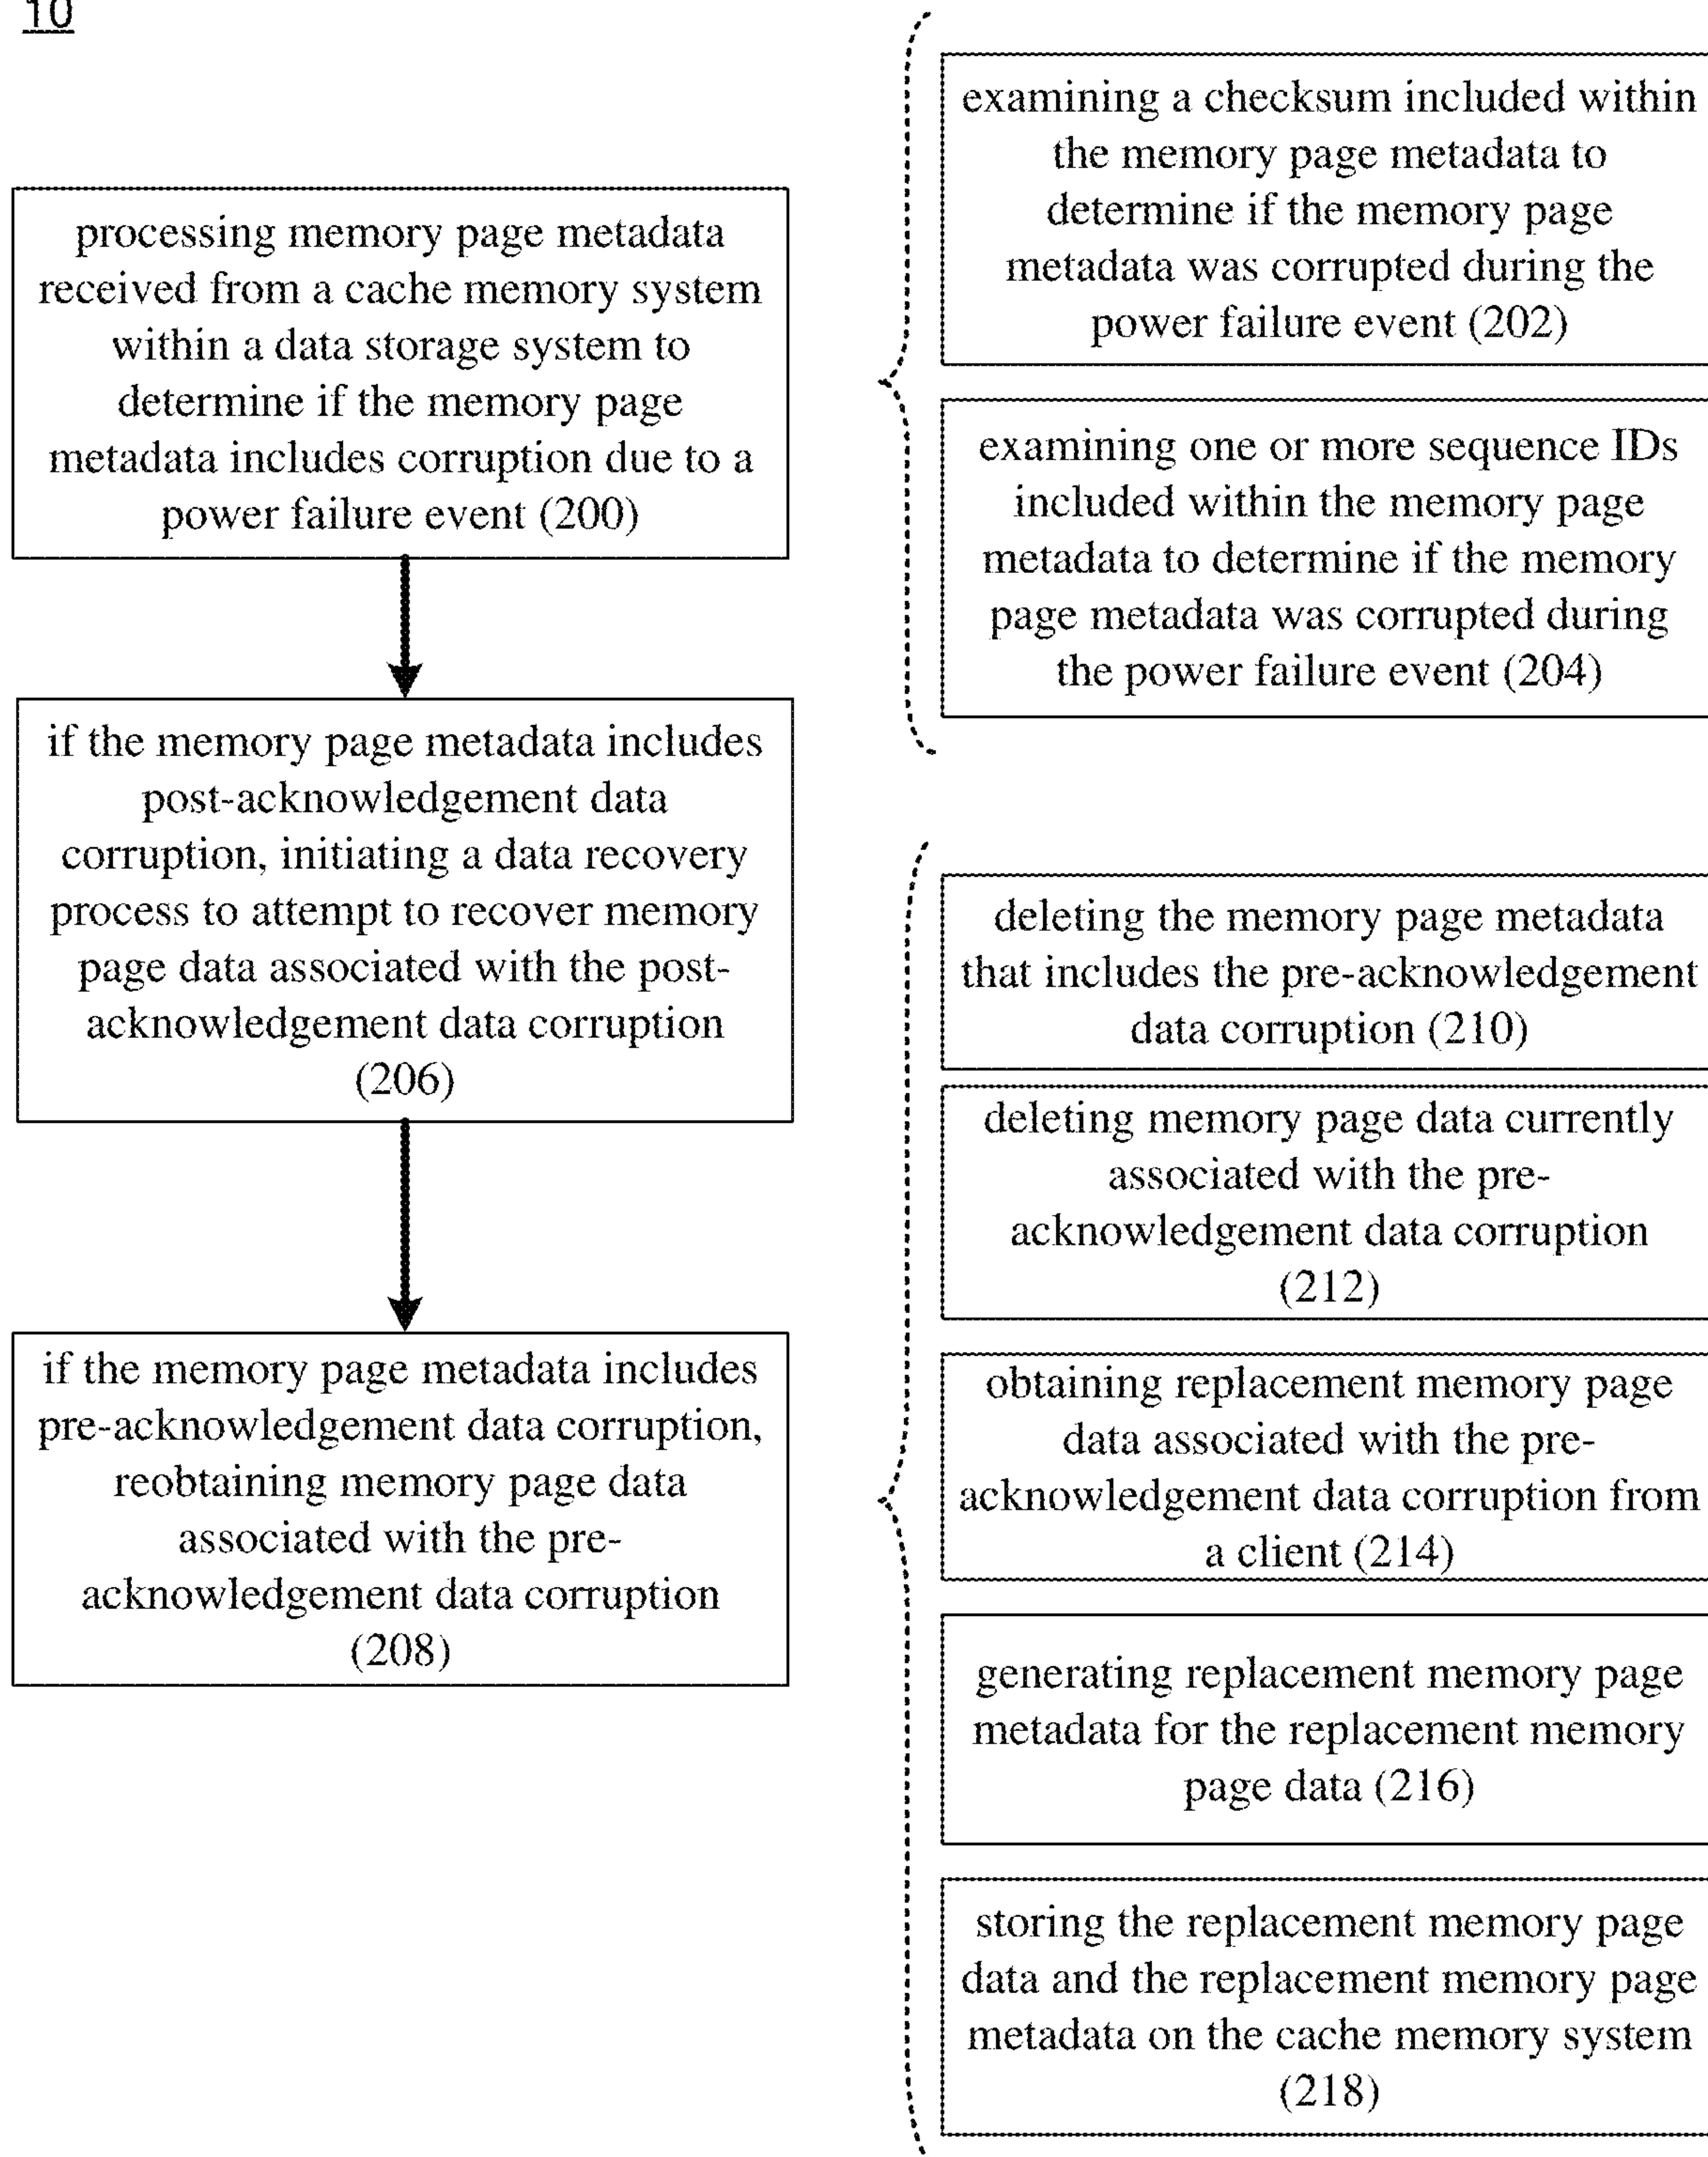 10
processing memory page metadata
received from a cache memory system
within a data storage system to
determine if the memory page
metadata includes corruption due to a
power failure event (200)
if the memory page metadata includes
post-acknowledgement data
corruption, initiating a data recovery
process to attempt to recover memory
page data associated with the post-
acknowledgement data corruption
(206)
if the memory page metadata includes
pre-acknowledgement data corruption,
reobtaining memory page data
associated with the pre-
acknowledgement data corruption
(208)
examining a checksum included within
the memory page metadata to
determine if the memory page
metadata was corrupted during the
power failure event (202)
examining one or more sequence IDs
included within the memory page
metadata to determine if the memory
page metadata was corrupted during
the power failure event (204)
deleting the memory page metadata
that includes the pre-acknowledgement
data corruption (210)
deleting memory page data currently
associated with the pre-
acknowledgement data corruption
(212)
obtaining replacement memory page
data associated with the pre-
acknowledgement data corruption from
a client (214)
generating replacement memory page
metadata for the replacement memory
page data (216)
storing the replacement memory page
data and the replacement memory page
metadata on the cache memory system
(218)